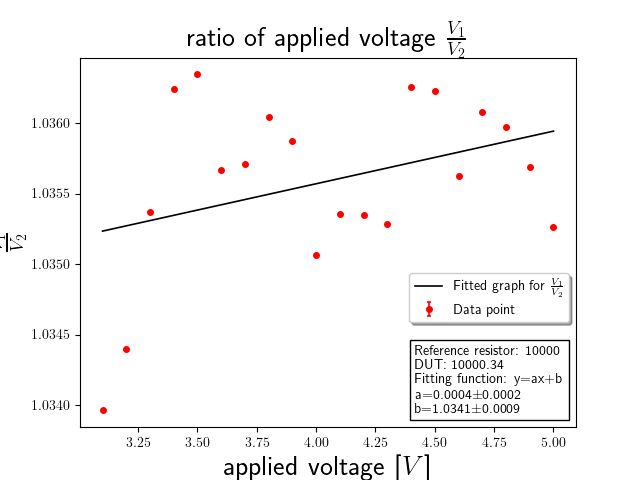 ratio of applied voltage V₁/V₂
V₁/V₂
1.0360
1.0355
1.0350
1.0345
1.0340
Fitted graph for V₁/V₂
Data point
Reference resistor: 10000
DUT: 10000.34
Fitting function: y=ax+b
a=0.0004±0.0002
b=1.0341±0.0009
3.25 3.50 3.75 4.00 4.25 4.50 4.75 5.00
applied voltage [V]